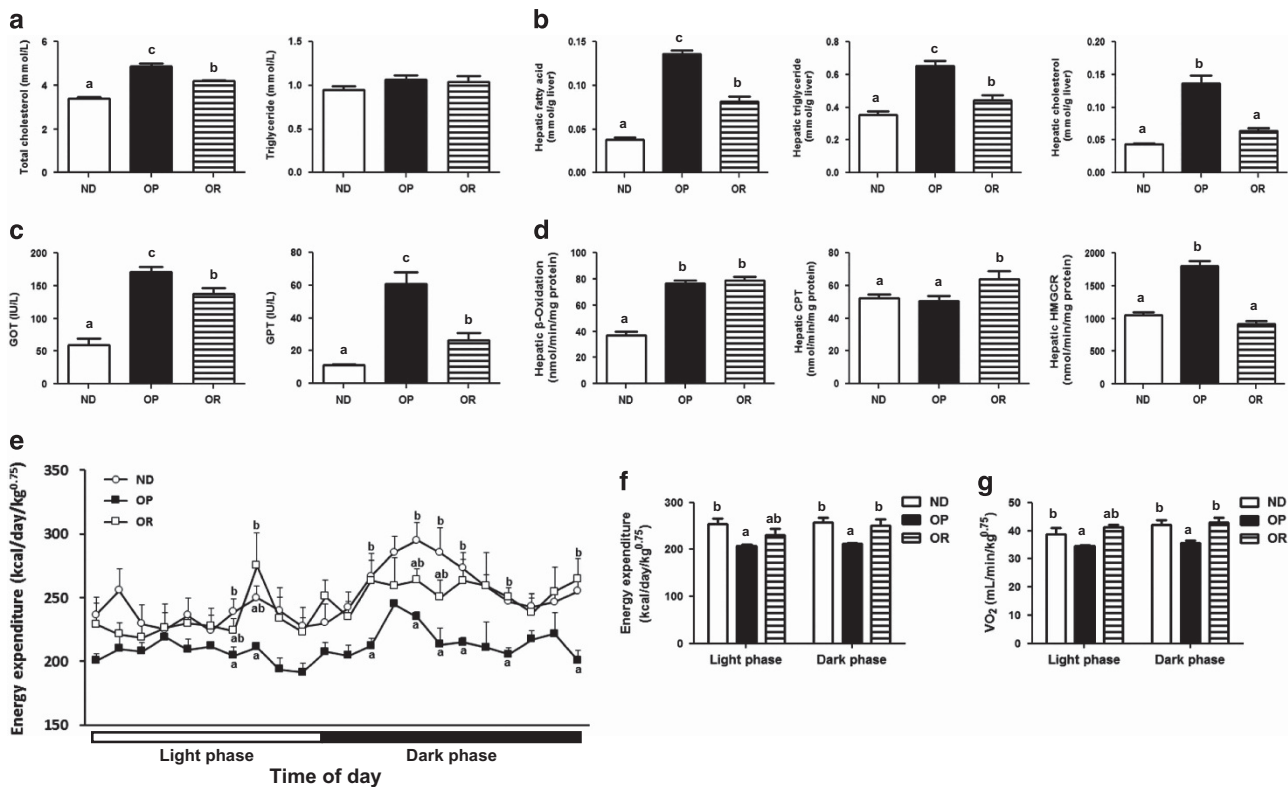 a
Total cholesterol (mmol/L)
6
4
2
0
a
c
b
ND OP OR
Triglyceride (mmol/L)
1.5
1.0
0.5
0.0
ND OP OR
b
Hepatic fatty acid
(mmol/g liver)
0.15
0.10
0.05
0.00
a
c
b
ND OP OR
Hepatic triglyceride
(mmol/g liver)
0.8
0.6
0.4
0.2
0.0
a
c
b
ND OP OR
Hepatic cholesterol
(mmol/g liver)
0.20
0.15
0.10
0.05
0.00
a
b
a
ND OP OR
c
GOT (IU/L)
200
150
100
50
0
a
c
b
ND OP OR
GPT (IU/L)
80
60
40
20
0
a
c
b
ND OP OR
d
Hepatic β-Oxidation
(nmol/min/mg protein)
100
80
60
40
20
0
a
b
b
ND OP OR
Hepatic CPT
(nmol/min/mg protein)
80
60
40
20
0
a
a
b
ND OP OR
Hepatic HMGCR
(nmol/min/mg protein)
2000
1500
1000
500
0
a
b
a
ND OP OR
e
Energy expenditure (kcal/day/kg0.75)
350
300
250
200
150
ND
OP
OR
b
b
ab
ab
a
a
b
b
b
b
b
b
ab
ab
a
a
a
a
a
Light phase Dark phase
Time of day
f
Energy expenditure
(kcal/day/kg0.75)
300
200
100
0
b a ab b a b
ND
OP
OR
Light phase Dark phase
g
VO2 (mL/min/kg0.75)
50
40
30
20
10
0
b a ab b a b
ND
OP
OR
Light phase Dark phase